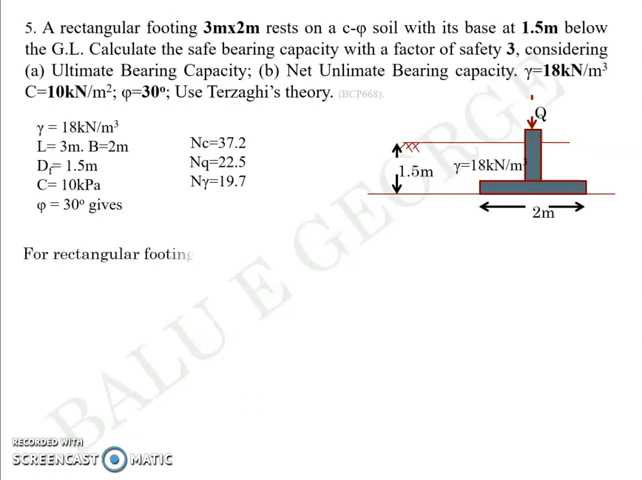 5. A rectangular footing 3mx2m rests on a c-φ soil with its base at 1.5m below
the G.L. Calculate the safe bearing capacity with a factor of safety 3, considering
(a) Ultimate Bearing Capacity; (b) Net Unlimate Bearing capacity. γ=18kN/m³
C=10kN/m²; φ=30º; Use Terzaghi's theory. (BCP668).
γ = 18kN/m³
L= 3m. B=2m
Df= 1.5m
C= 10kPa
φ = 30º gives
Nc=37.2
Nq=22.5
Nγ=19.7
Q
1.5m
γ=18kN/m³
2m
For rectangular footing
BALU E GEORGE
RECORDED WITH
SCREENCAST MATIC